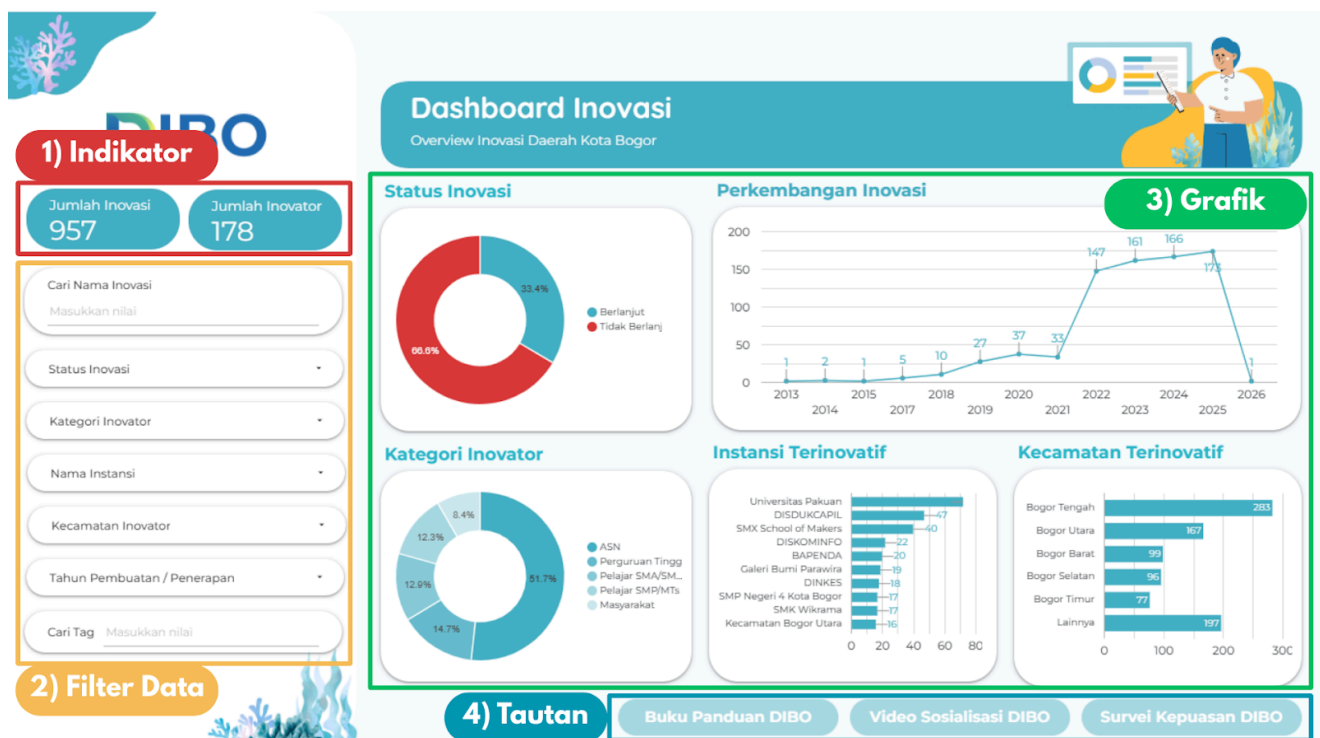 DIBO
1) Indikator
Jumlah Inovasi
957
Jumlah Inovator
178
Cari Nama Inovasi
Masukkan nilai
Status Inovasi
Kategori Inovator
Nama Instansi
Kecamatan Inovator
Tahun Pembuatan / Penerapan
Cari Tag Masukkan nilai
2) Filter Data
Dashboard Inovasi
Overview Inovasi Daerah Kota Bogor
3) Grafik
Status Inovasi
33.4%
66.6%
Berlanjut
Tidak Berlanj
Perkembangan Inovasi
200
150
100
50
0
1
2
1
5
10
27
37
33
147
161
166
173
1
2013
2014
2015
2017
2018
2019
2020
2021
2022
2023
2024
2025
2026
Kategori Inovator
8.4%
12.3%
12.9%
14.7%
51.7%
ASN
Perguruan Tingg
Pelajar SMA/SM...
Pelajar SMP/MTs
Masyarakat
Instansi Terinovatif
Universitas Pakuan
DISDUKCAPIL 47
SMX School of Makers 40
DISKOMINFO 22
BAPENDA 20
Galeri Bumi Parawira 19
DINKES 18
SMP Negeri 4 Kota Bogor 17
SMK Wikrama 17
Kecamatan Bogor Utara 16
0 20 40 60 80
Kecamatan Terinovatif
Bogor Tengah 283
Bogor Utara 167
Bogor Barat 99
Bogor Selatan 96
Bogor Timur 77
Lainnya 197
0 100 200 300
4) Tautan
Buku Panduan DIBO
Video Sosialisasi DIBO
Survei Kepuasan DIBO